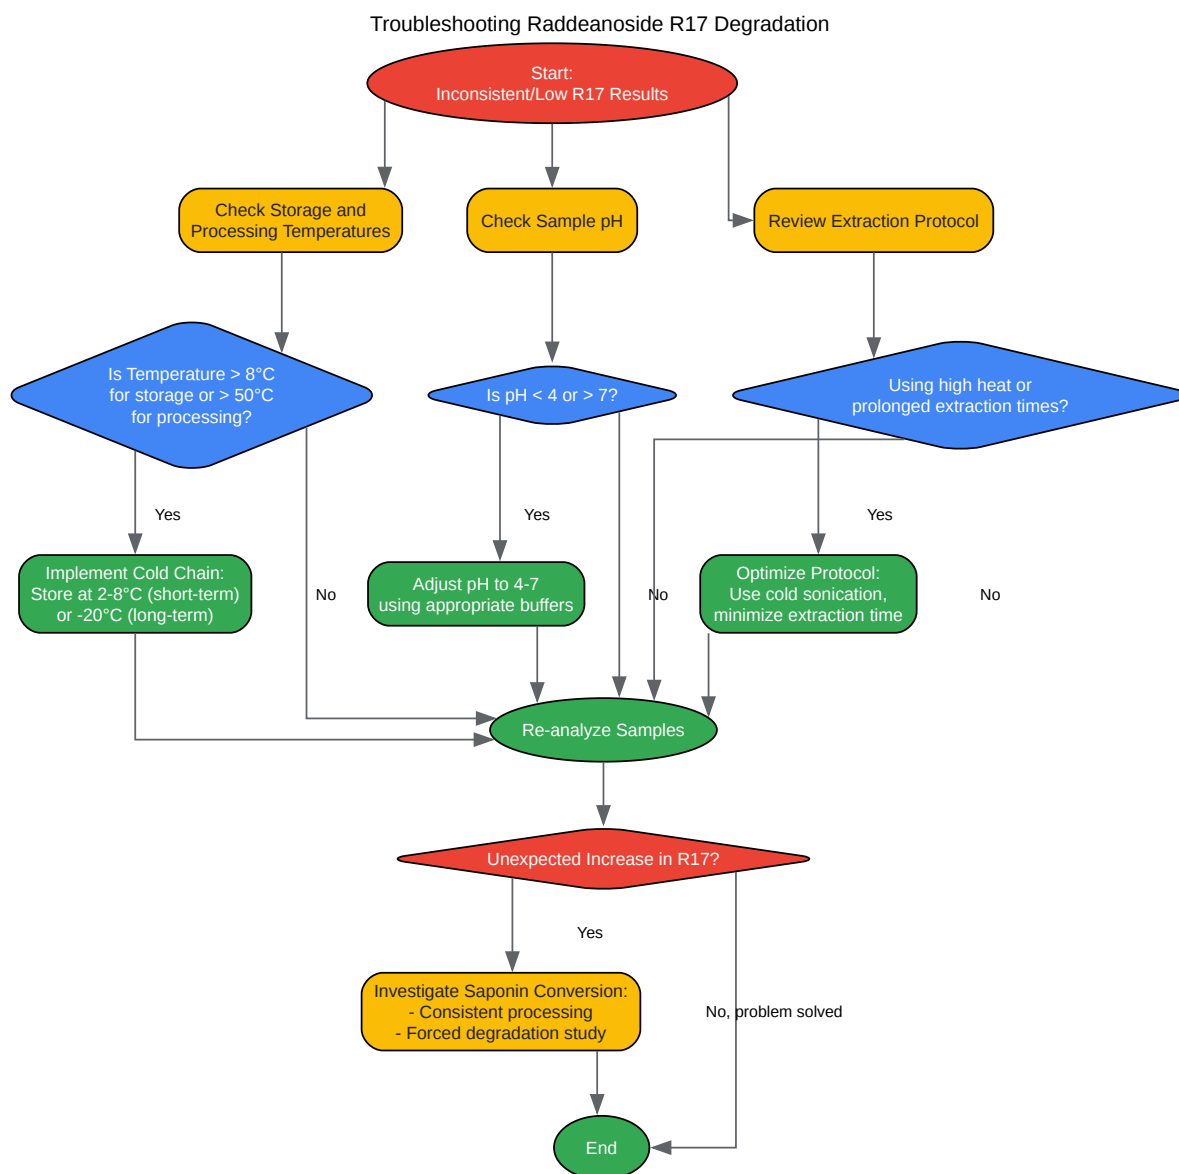 Troubleshooting Raddeanoside R17 Degradation
Start:
Inconsistent/Low R17 Results
Check Storage and
Processing Temperatures
Check Sample pH
Review Extraction Protocol
Is Temperature > 8°C
for storage or > 50°C
for processing?
Is pH < 4 or > 7?
Using high heat or
prolonged extraction times?
Yes
Yes
Yes
Implement Cold Chain:
Store at 2-8°C (short-term)
or -20°C (long-term)
No
Adjust pH to 4-7
using appropriate buffers
No
Optimize Protocol:
Use cold sonication,
minimize extraction time
No
Re-analyze Samples
Unexpected Increase in R17?
Yes
Investigate Saponin Conversion:
- Consistent processing
- Forced degradation study
No, problem solved
End